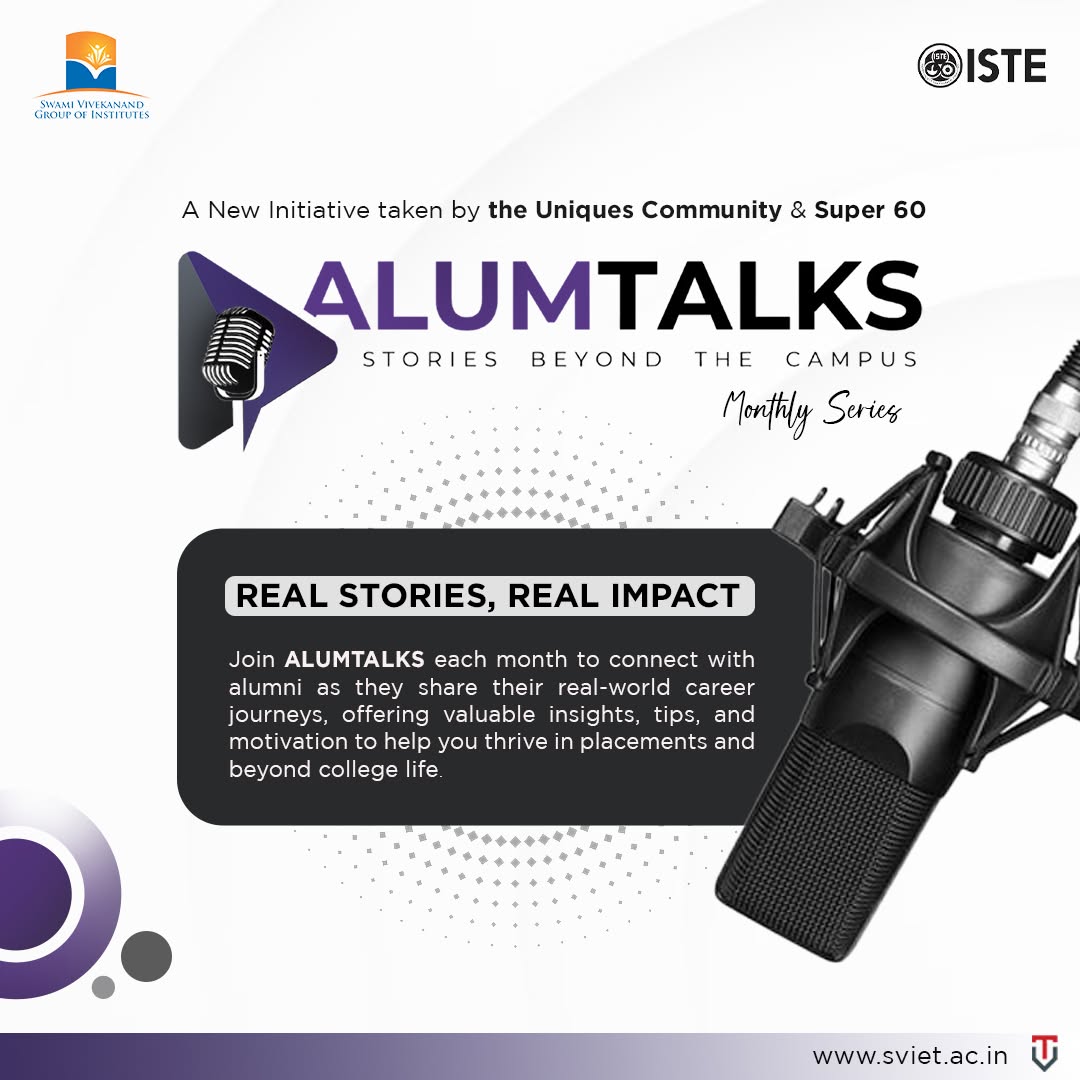 SWAMI VIVEKANAND
GROUP OF INSTITUTES
ISTE
ISTE
A New Initiative taken by the Uniques Community & Super 60
ALUMTALKS
STORIES BEYOND THE CAMPUS
Monthly Series
REAL STORIES, REAL IMPACT
Join ALUMTALKS each month to connect with
alumni as they share their real-world career
journeys, offering valuable insights, tips, and
motivation to help you thrive in placements and
beyond college life.
www.sviet.ac.in